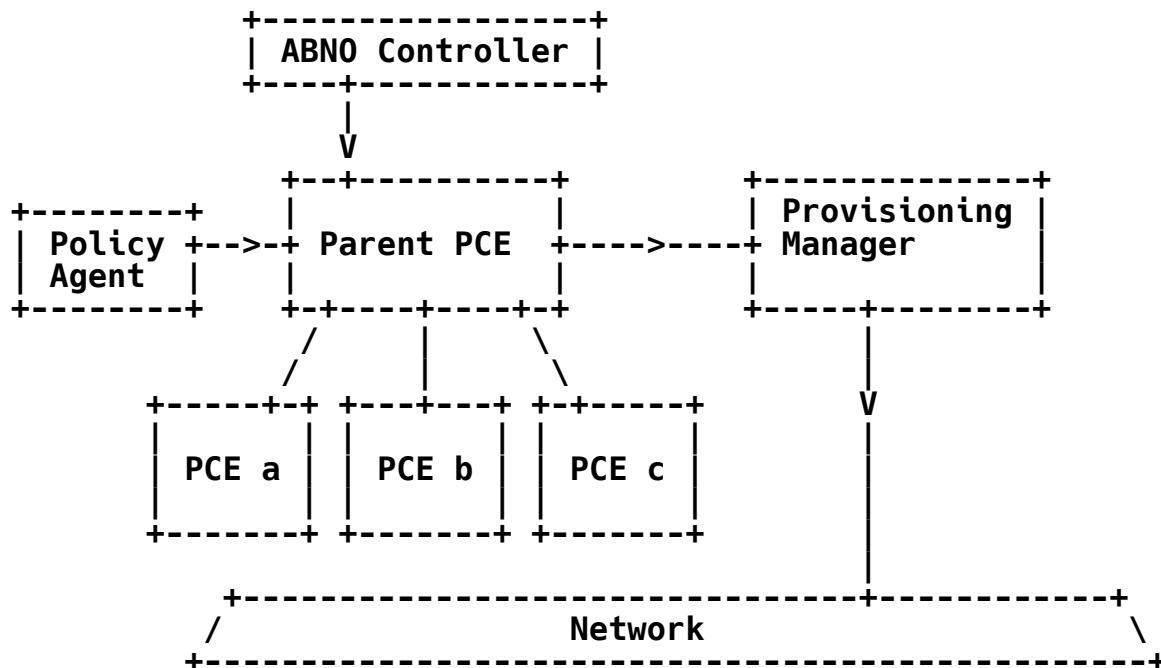 ABNO Controller
V
Provisioning
Policy
Parent PCE
Manager
Agent
V
PCE a
PCE b
PCE c
Network